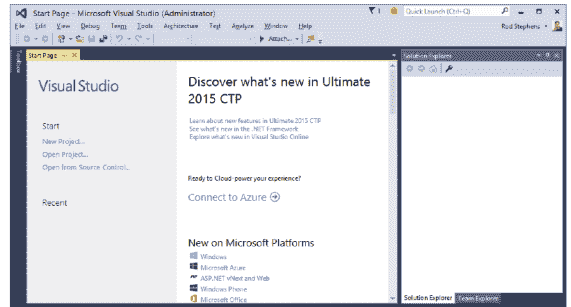 Start Page - Microsoft Visual Studio (Administrator)
1
Quick Launch (Ctrl+Q)
File Edit View Debug Team Tools Architecture Test Analyze Window Help
Rod Stephens
Attach...
Toolbox
Start Page
Solution Explorer
Visual Studio
Discover what's new in Ultimate
2015 CTP
Learn about new features in Ultimate 2015 CTP
See what's new in the .NET Framework
Explore what's new in Visual Studio Online
Start
New Project...
Open Project...
Open from Source Control...
Ready to Cloud-power your experience?
Connect to Azure
Recent
New on Microsoft Platforms
Windows
Microsoft Azure
ASP.NET vNext and Web
Windows Phone
Microsoft Office
Solution Explorer Team Explorer